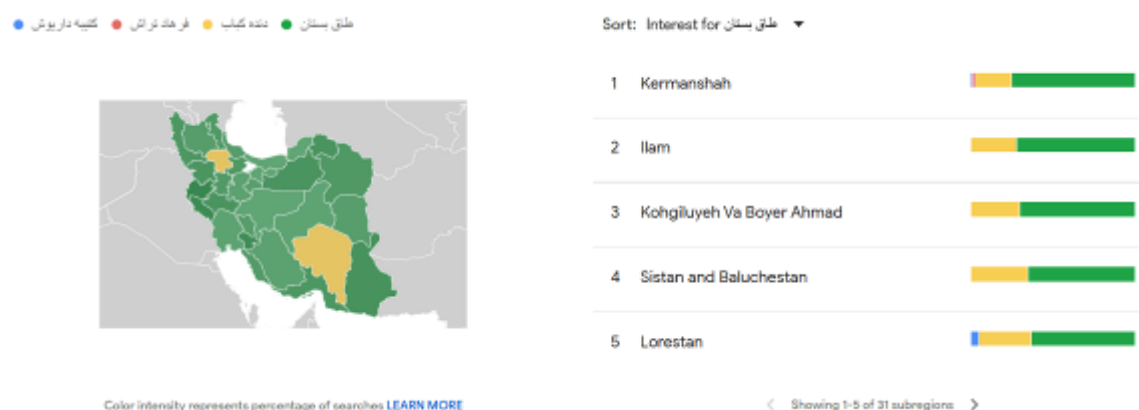 طاق بستان دنده کباب فرهاد تراش کتیبه داریوش
Sort: Interest for طاق بستان
1 Kermanshah
2 Ilam
3 Kohgiluyeh Va Boyer Ahmad
4 Sistan and Baluchestan
5 Lorestan
Color intensity represents percentage of searches LEARN MORE
Showing 1-5 of 31 subregions